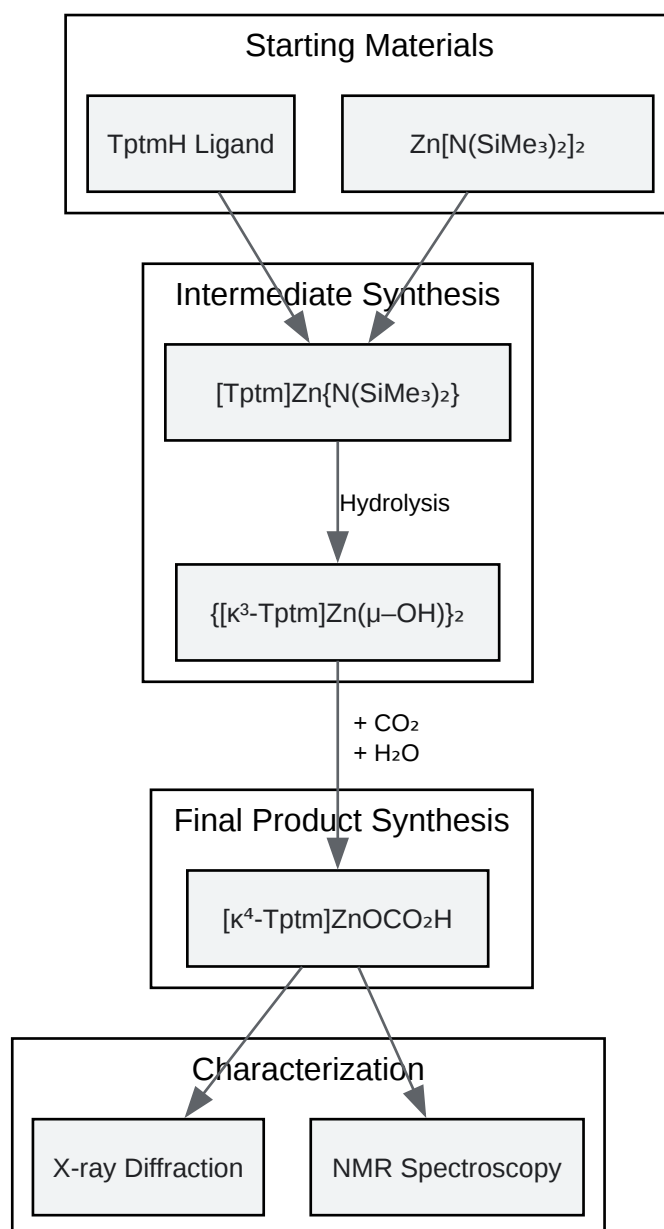 Starting Materials
TptmH Ligand
Zn[N(SiMe₃)₂]₂
Intermediate Synthesis
[Tptm]Zn{N(SiMe₃)₂}
Hydrolysis
{[κ³-Tptm]Zn(μ–OH)}₂
+ CO₂
+ H₂O
Final Product Synthesis
[κ⁴-Tptm]ZnOCO₂H
Characterization
X-ray Diffraction
NMR Spectroscopy